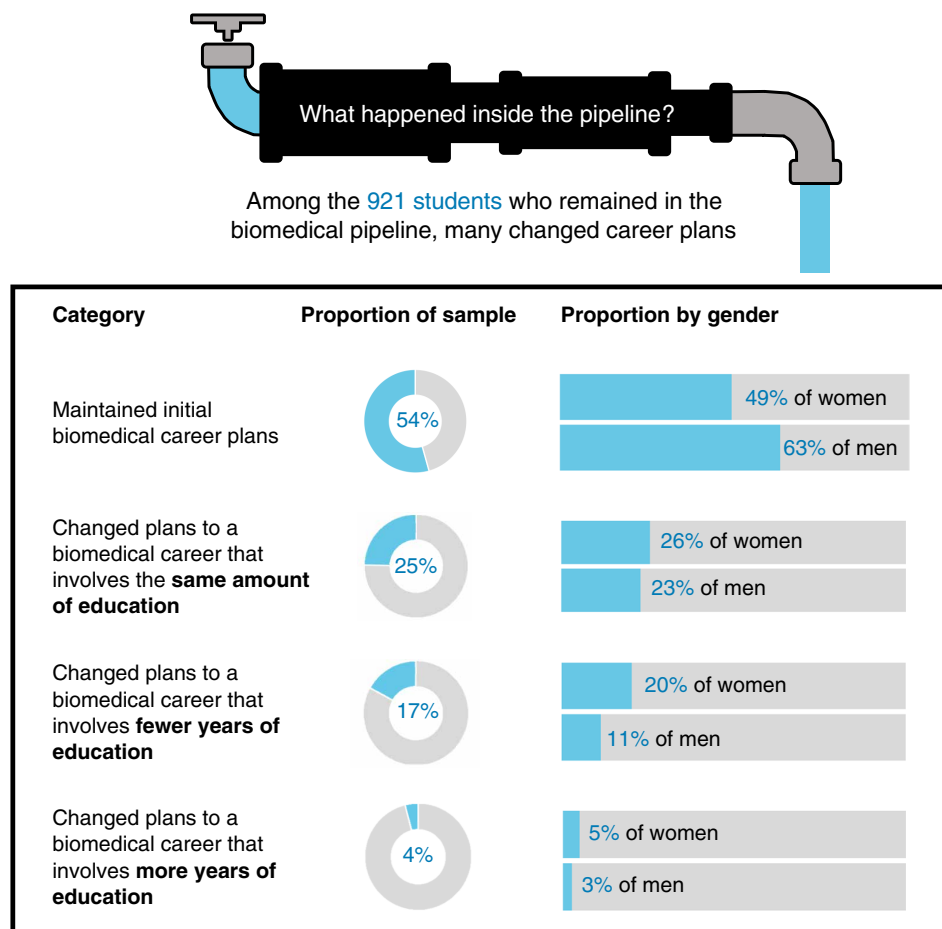 What happened inside the pipeline?
Among the 921 students who remained in the
biomedical pipeline, many changed career plans
Category
Proportion of sample
Proportion by gender
Maintained initial
biomedical career plans
54%
49% of women
63% of men
Changed plans to a
biomedical career that
involves the same amount
of education
25%
26% of women
23% of men
Changed plans to a
biomedical career that
involves fewer years of
education
17%
20% of women
11% of men
Changed plans to a
biomedical career that
involves more years of
education
4%
5% of women
3% of men